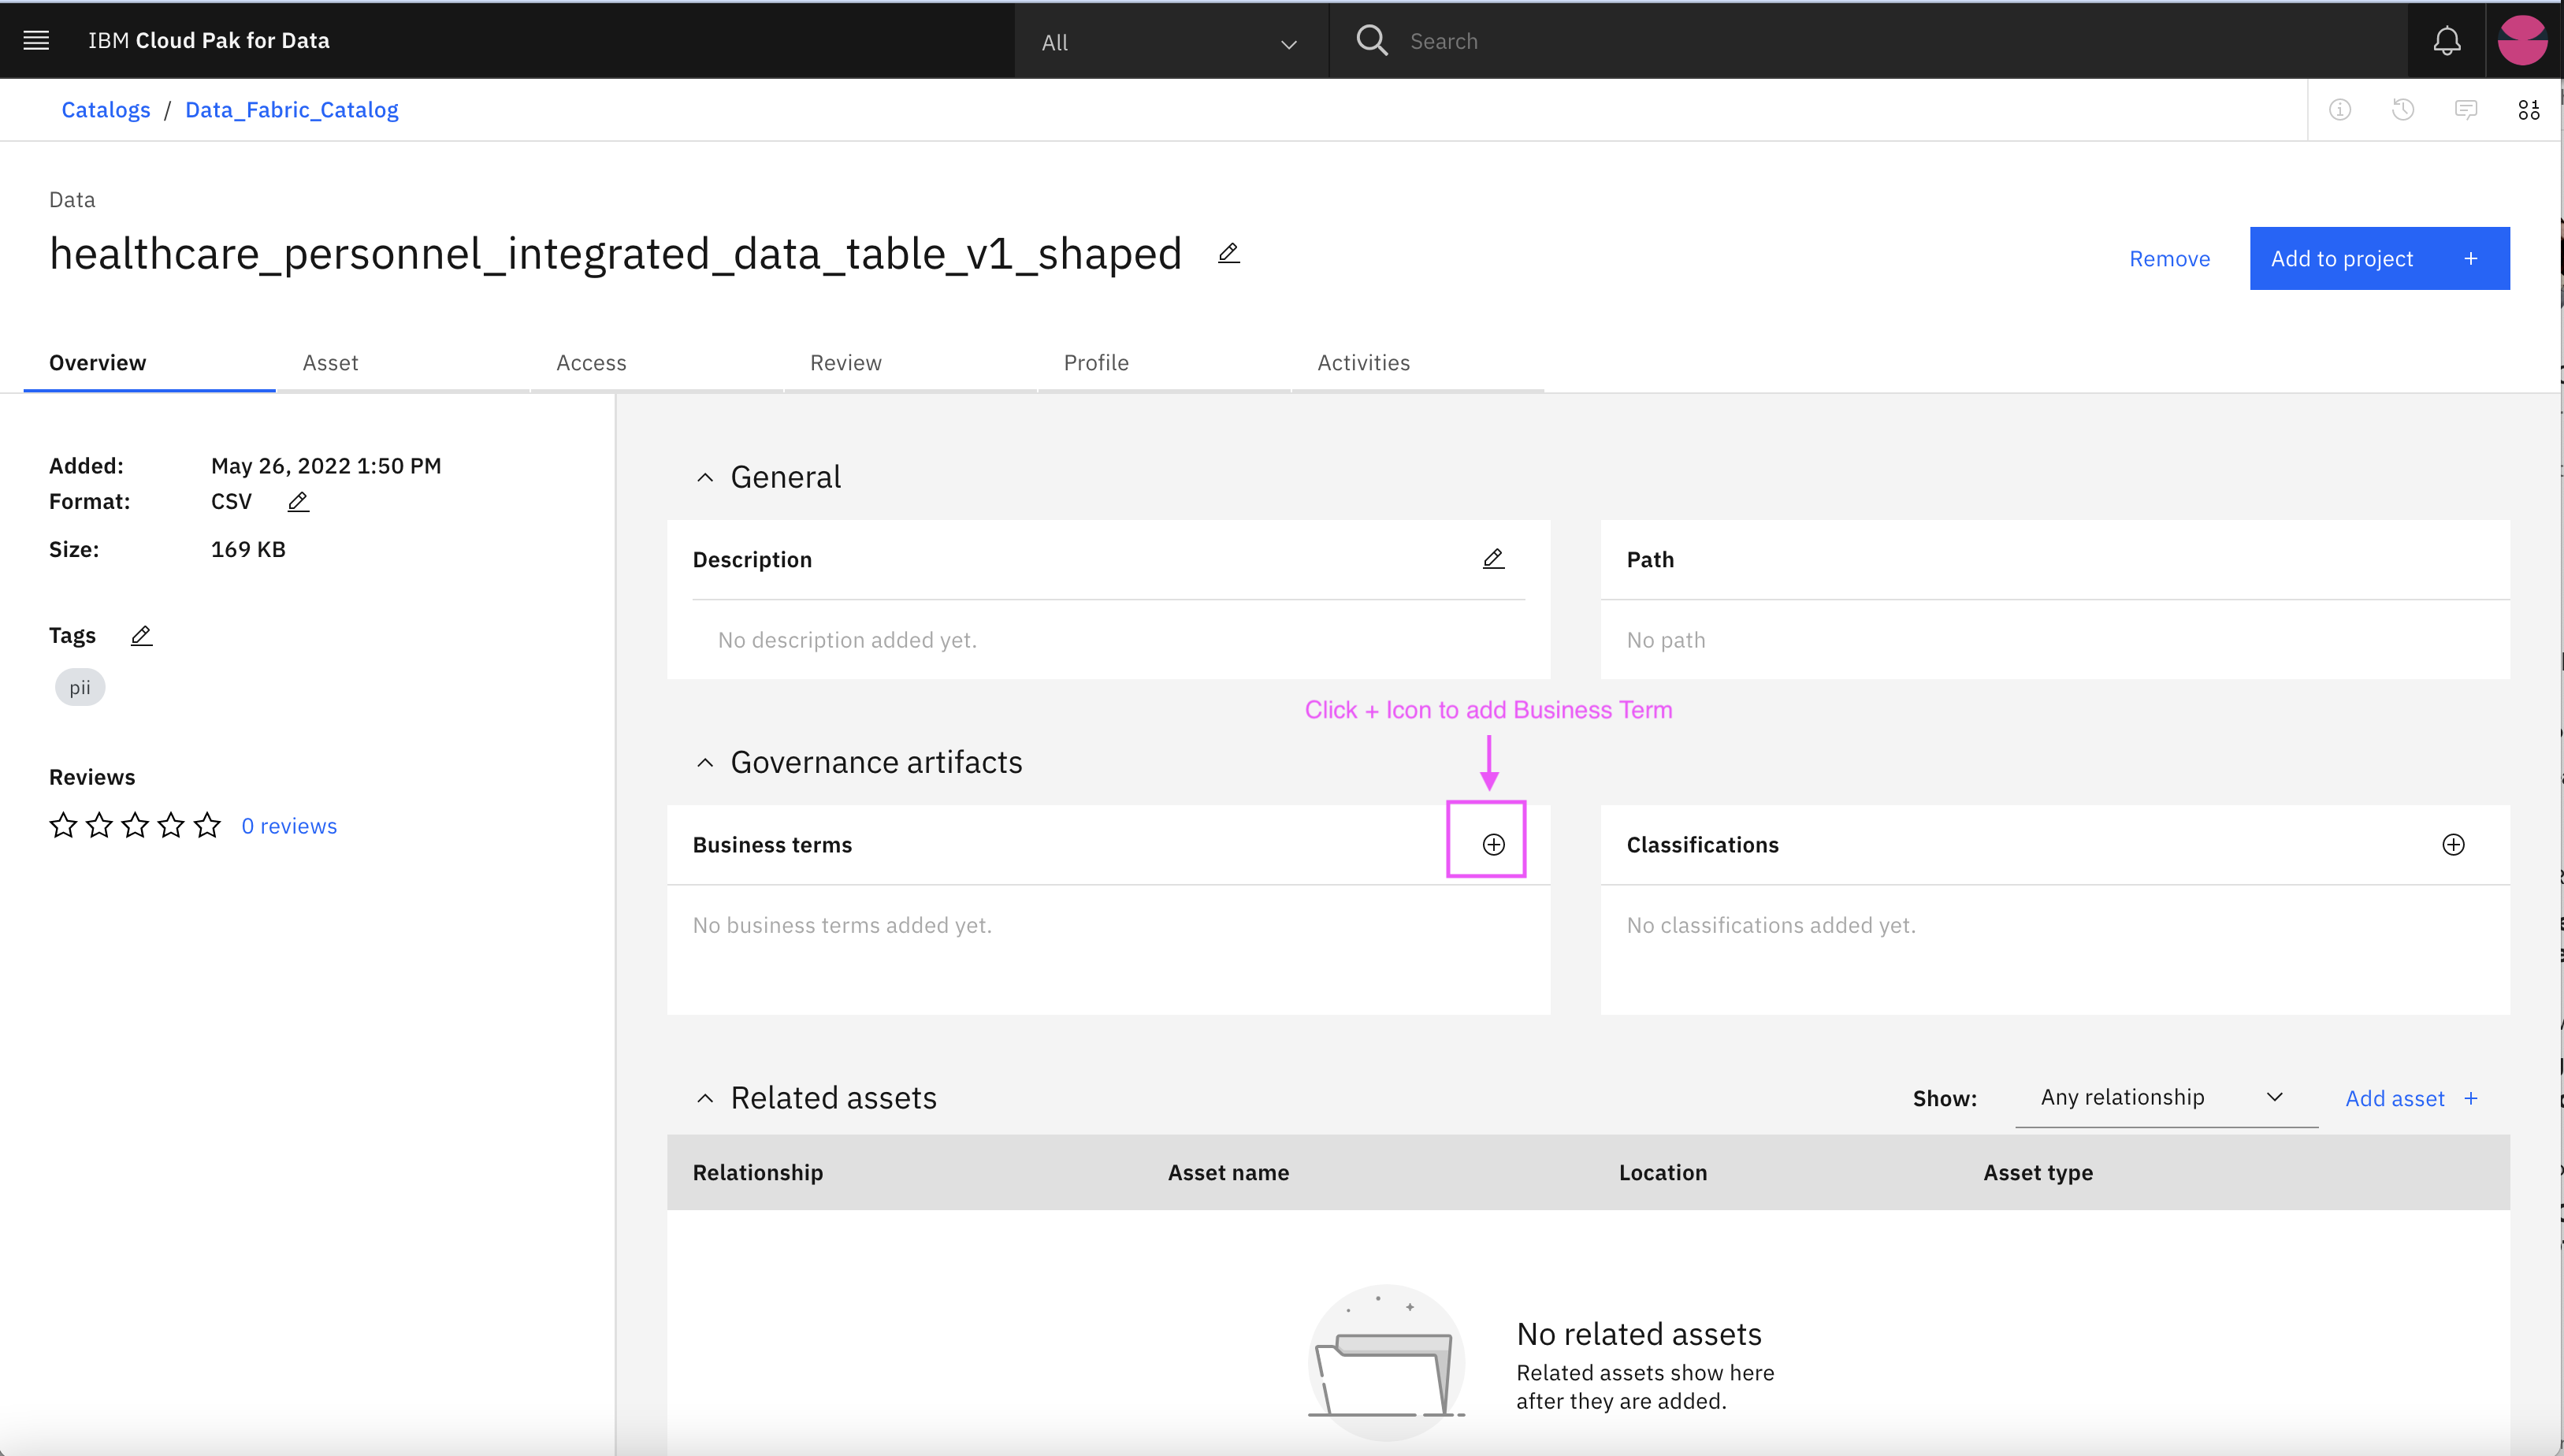 IBM Cloud Pak for Data
All
Search
Catalogs / Data_Fabric_Catalog
Data
healthcare_personnel_integrated_data_table_v1_shaped
Remove
Add to project +
Overview
Asset
Access
Review
Profile
Activities
Added: May 26, 2022 1:50 PM
Format: CSV
Size: 169 KB
Tags
pii
Reviews
0 reviews
General
Description
No description added yet.
Path
No path
Click + Icon to add Business Term
Governance artifacts
Business terms
No business terms added yet.
Classifications
No classifications added yet.
Related assets
Show: Any relationship
Add asset +
Relationship
Asset name
Location
Asset type
No related assets
Related assets show here
after they are added.